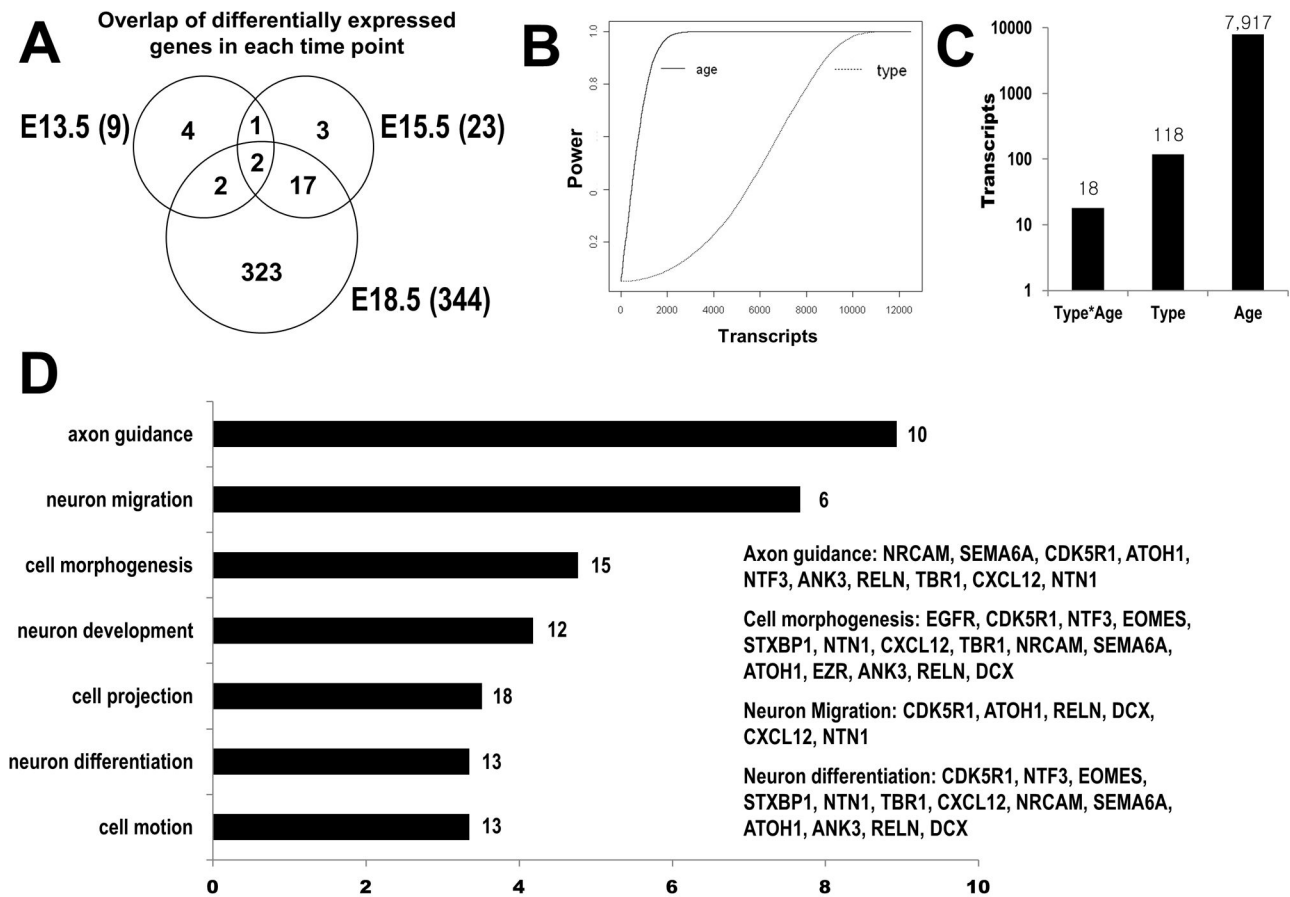 A
Overlap of differentially expressed
genes in each time point
E13.5 (9)
4
1
3
E15.5 (23)
2
2
17
323
E18.5 (344)
B
Power
1.0
0.8
0
0.2
age
type
0
2000
4000
6000
8000
10000
12000
Transcripts
C
Transcripts
10000
1000
100
10
1
18
118
7,917
Type*Age
Type
Age
D
axon guidance
10
neuron migration
6
cell morphogenesis
15
neuron development
12
cell projection
18
neuron differentiation
13
cell motion
13
0
2
4
6
8
10
Axon guidance: NRCAM, SEMA6A, CDK5R1, ATOH1,
NTF3, ANK3, RELN, TBR1, CXCL12, NTN1
Cell morphogenesis: EGFR, CDK5R1, NTF3, EOMES,
STXBP1, NTN1, CXCL12, TBR1, NRCAM, SEMA6A,
ATOH1, EZR, ANK3, RELN, DCX
Neuron Migration: CDK5R1, ATOH1, RELN, DCX,
CXCL12, NTN1
Neuron differentiation: CDK5R1, NTF3, EOMES,
STXBP1, NTN1, TBR1, CXCL12, NRCAM, SEMA6A,
ATOH1, ANK3, RELN, DCX